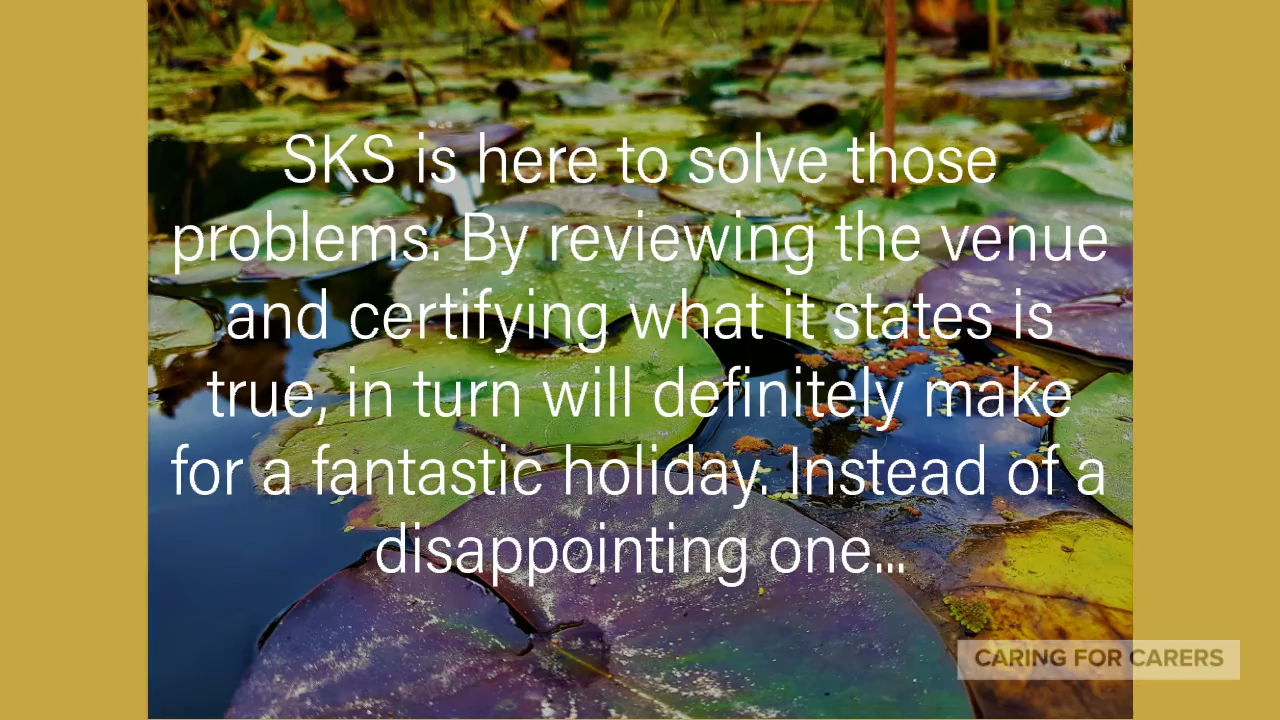 SKS is here to solve those
problems. By reviewing the venue
and certifying what it states is
true, in turn will definitely make
for a fantastic holiday. Instead of a
disappointing one...
CARING FOR CARERS